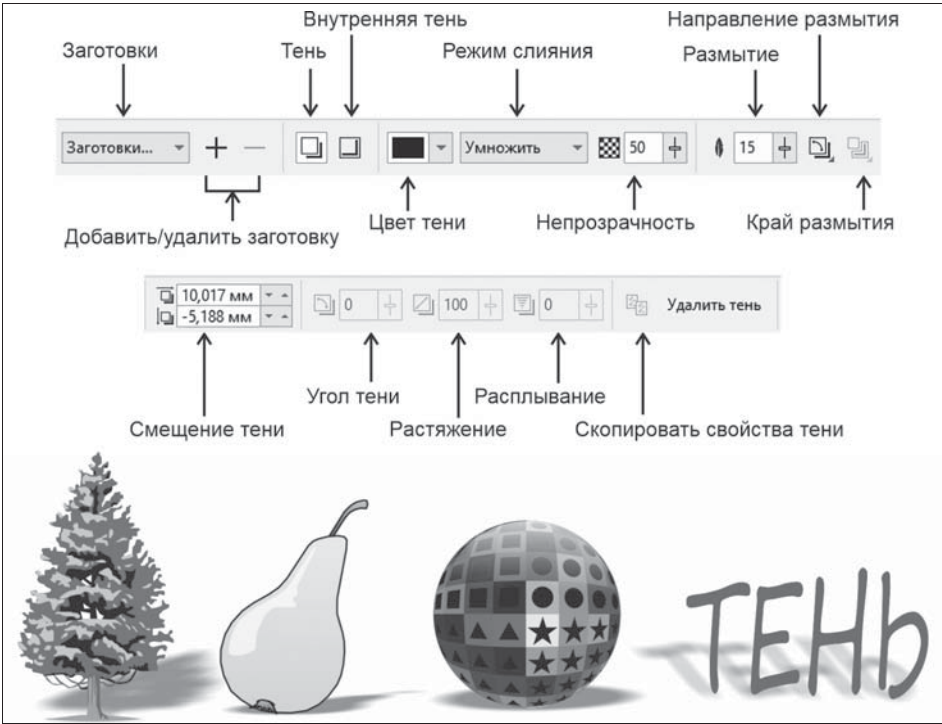 Внутренняя тень
Направление размытия
Заготовки
Тень
Режим слияния
Размытие
Заготовки... Умножить 50 15
Добавить/удалить заготовку
Цвет тени
Непрозрачность
Край размытия
10,017 мм
-5,188 мм
0 100 0 Удалить тень
Угол тени
Расплывание
Смещение тени
Растяжение
Скопировать свойства тени
ТЕНЬ